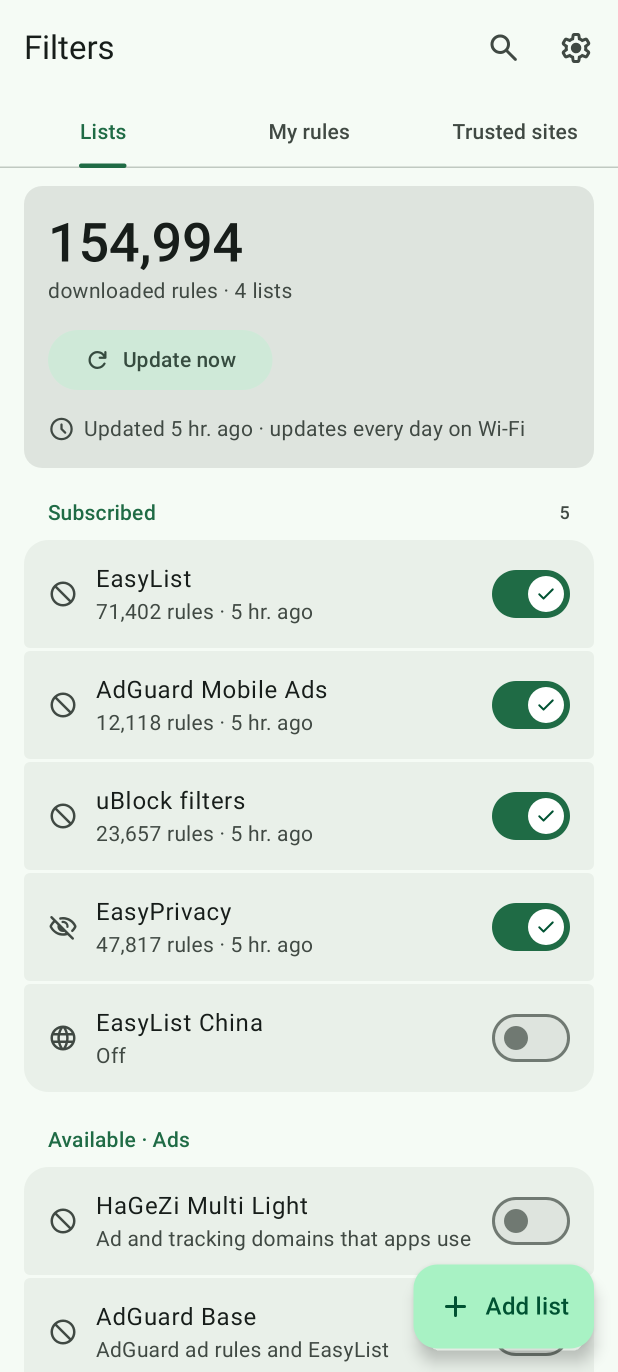 Filters
Lists
My rules
Trusted sites
154,994
downloaded rules · 4 lists
Update now
Updated 5 hr. ago · updates every day on Wi-Fi
Subscribed
5
EasyList
71,402 rules · 5 hr. ago
AdGuard Mobile Ads
12,118 rules · 5 hr. ago
uBlock filters
23,657 rules · 5 hr. ago
EasyPrivacy
47,817 rules · 5 hr. ago
EasyList China
Off
Available · Ads
HaGeZi Multi Light
Ad and tracking domains that apps use
AdGuard Base
AdGuard ad rules and EasyList
Add list